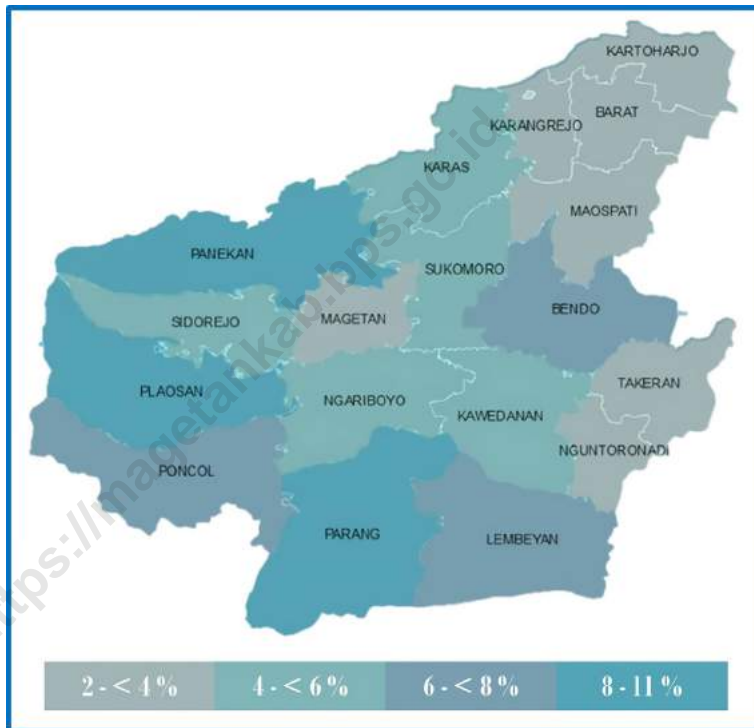 KARTOHARJO
BARAT
KARANGREJO
KARAS
MAOSPATI
PANEKAN
SUKOMORO
BENDO
SIDOREJO
MAGETAN
TAKERAN
PLAOSAN
NGARIBOYO
KAWEDANAN
NGUNTORONADI
PONCOL
PARANG
LEMBEYAN
2 - < 4 %
4 - < 6 %
6 - < 8 %
8 - 11 %
https://magetankab.bps.go.id